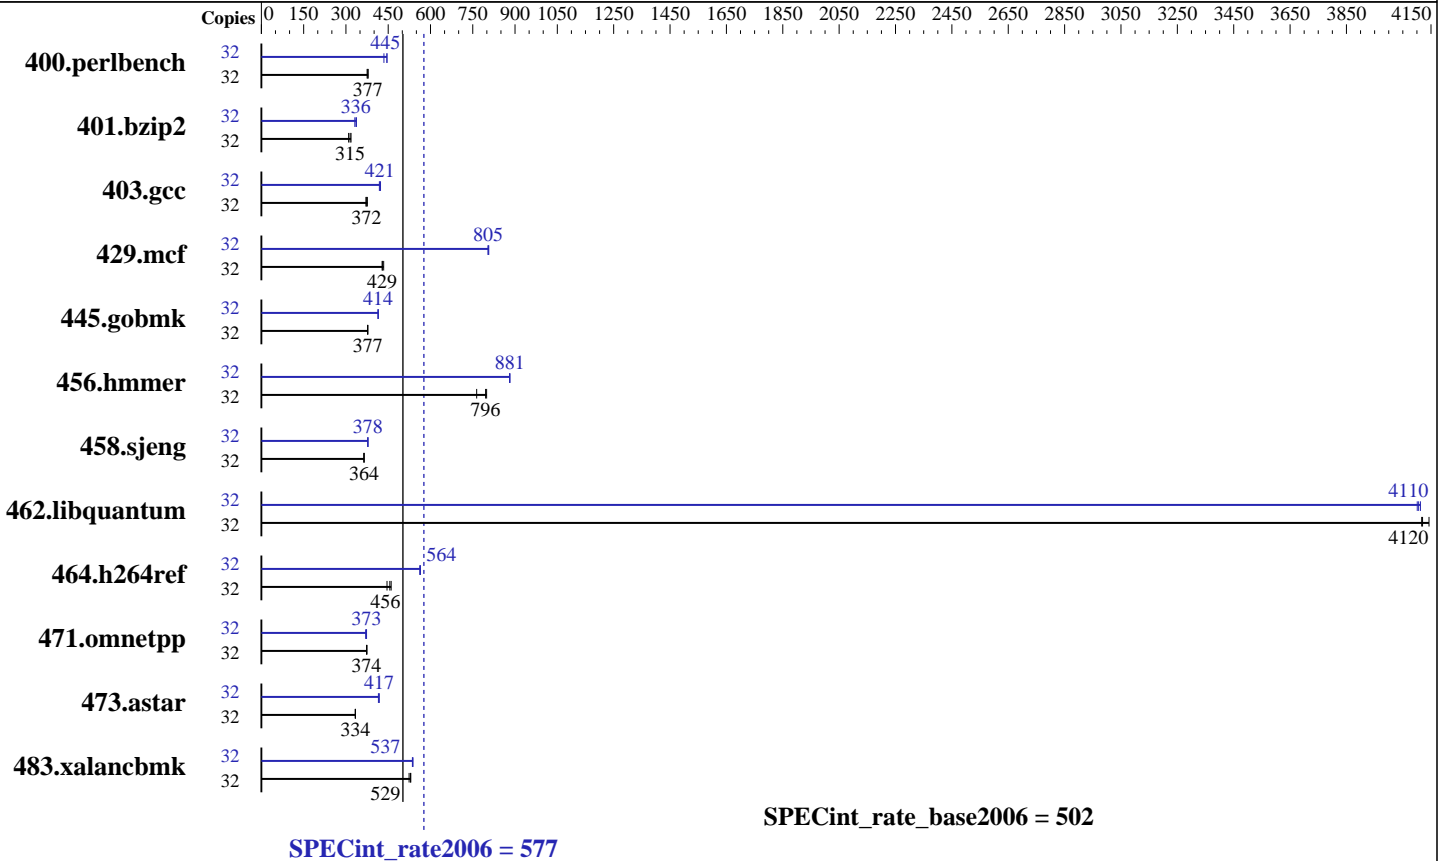 Copies 0 150 300 450 600 750 900 1050 1250 1450 1650 1850 2050 2250 2450 2650 2850 3050 3250 3450 3650 3850 4150
400.perlbench 32 445
32 377
401.bzip2 32 336
32 315
403.gcc 32 421
32 372
429.mcf 32 805
32 429
445.gobmk 32 414
32 377
456.hmmer 32 881
32 796
458.sjeng 32 378
32 364
462.libquantum 32 4110
32 4120
464.h264ref 32 564
32 456
471.omnetpp 32 373
32 374
473.astar 32 417
32 334
483.xalancbmk 32 537
32 529
SPECint_rate_base2006 = 502
SPECint_rate2006 = 577